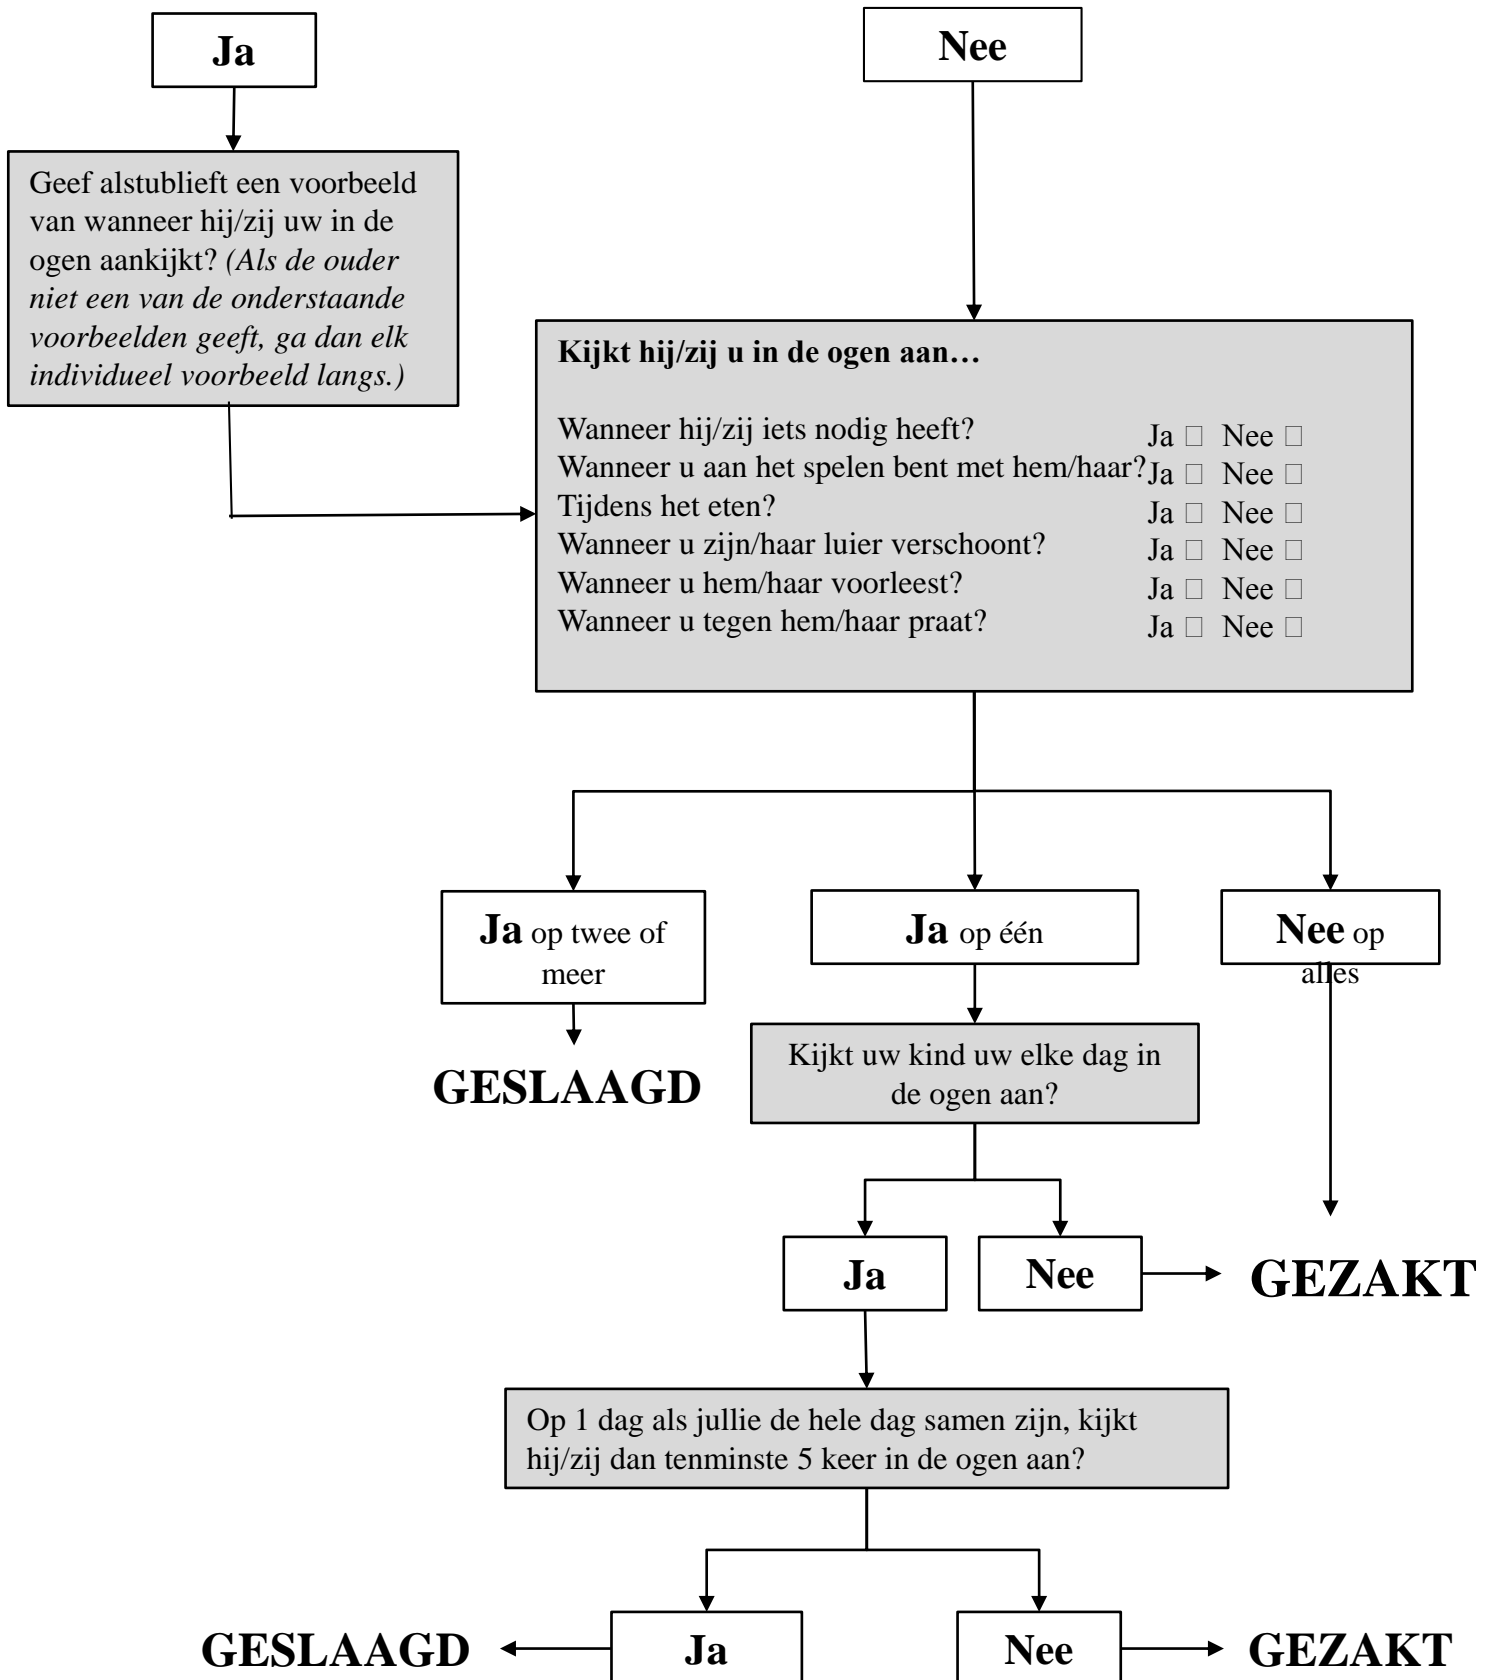 Ja
Nee
Geef alstublieft een voorbeeld
van wanneer hij/zij uw in de
ogen aankijkt? (Als de ouder
niet een van de onderstaande
voorbeelden geeft, ga dan elk
individueel voorbeeld langs.)
Kijkt hij/zij u in de ogen aan…
Wanneer hij/zij iets nodig heeft? Ja □ Nee □
Wanneer u aan het spelen bent met hem/haar? Ja □ Nee □
Tijdens het eten? Ja □ Nee □
Wanneer u zijn/haar luier verschoont? Ja □ Nee □
Wanneer u hem/haar voorleest? Ja □ Nee □
Wanneer u tegen hem/haar praat? Ja □ Nee □
Ja op twee of
meer
Ja op één
Nee op
alles
GESLAAGD
Kijkt uw kind uw elke dag in
de ogen aan?
Ja
Nee
GEZAKT
Op 1 dag als jullie de hele dag samen zijn, kijkt
hij/zij dan tenminste 5 keer in de ogen aan?
GESLAAGD
Ja
Nee
GEZAKT